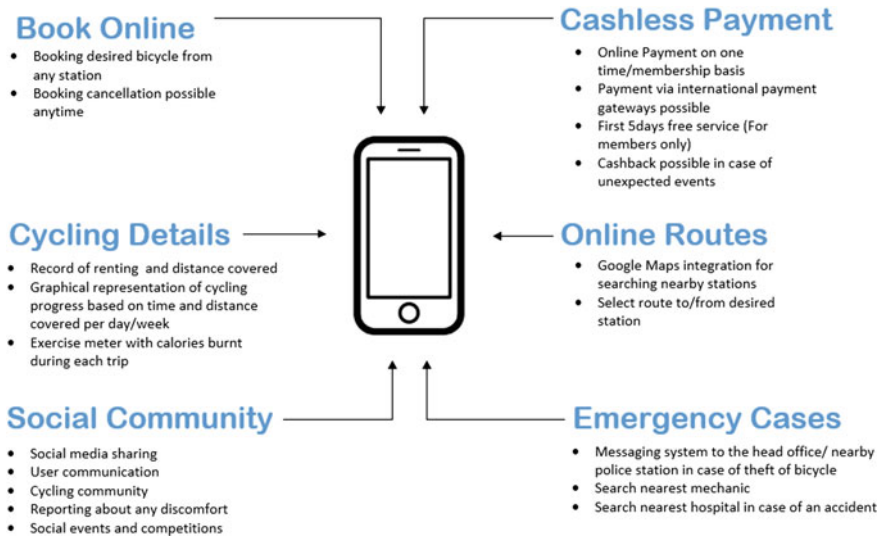 Book Online
• Booking desired bicycle from
any station
• Booking cancellation possible
anytime
Cashless Payment
• Online Payment on one
time/membership basis
• Payment via international payment
gateways possible
• First 5days free service (For
members only)
• Cashback possible in case of
unexpected events
Cycling Details
• Record of renting and distance covered
• Graphical representation of cycling
progress based on time and distance
covered per day/week
• Exercise meter with calories burnt
during each trip
Online Routes
• Google Maps integration for
searching nearby stations
• Select route to/from desired
station
Social Community
• Social media sharing
• User communication
• Cycling community
• Reporting about any discomfort
• Social events and competitions
Emergency Cases
• Messaging system to the head office/ nearby
police station in case of theft of bicycle
• Search nearest mechanic
• Search nearest hospital in case of an accident